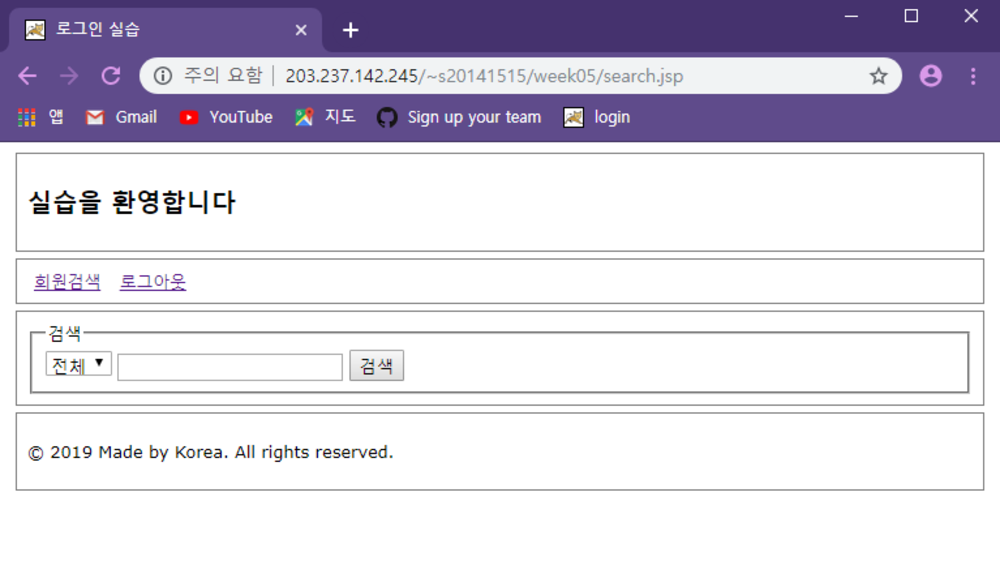 로그인 실습
주의 요함 203.237.142.245/~s20141515/week05/search.jsp
앱 Gmail YouTube 지도 Sign up your team login
실습을 환영합니다
회원검색 로그아웃
검색
전체 검색
© 2019 Made by Korea. All rights reserved.